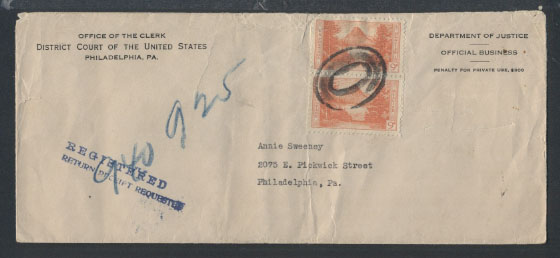 OFFICE OF THE CLERK
DISTRICT COURT OF THE UNITED STATES
PHILADELPHIA, PA.
DEPARTMENT OF JUSTICE
OFFICIAL BUSINESS
PENALTY FOR PRIVATE USE, $300
925
Annie Sweeney
2075 E. Pickwick Street
Philadelphia, Pa.
REGISTERED
RETURN RECEIPT REQUESTED